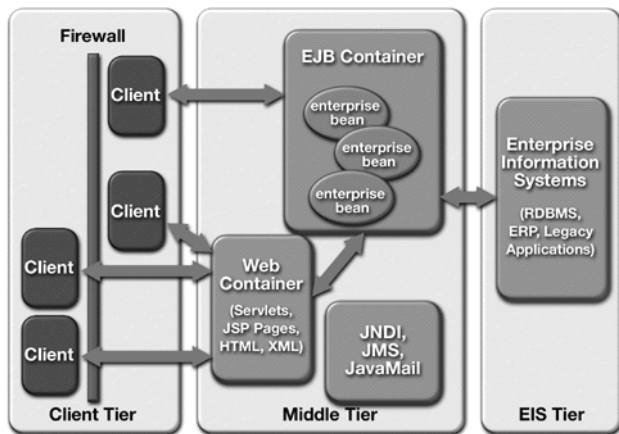 Firewall
Client
Client
Client
Client
Client Tier
EJB Container
enterprise
bean
enterprise
bean
enterprise
bean
Web
Container
(Servlets,
JSP Pages,
HTML, XML)
JNDI,
JMS,
JavaMail
Middle Tier
Enterprise
Information
Systems
(RDBMS,
ERP, Legacy
Applications)
EIS Tier